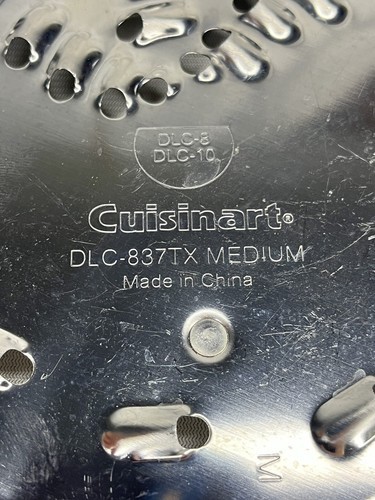 DLC-8
DLC-10
Cuisinart®
DLC-837TX MEDIUM
Made in China
M